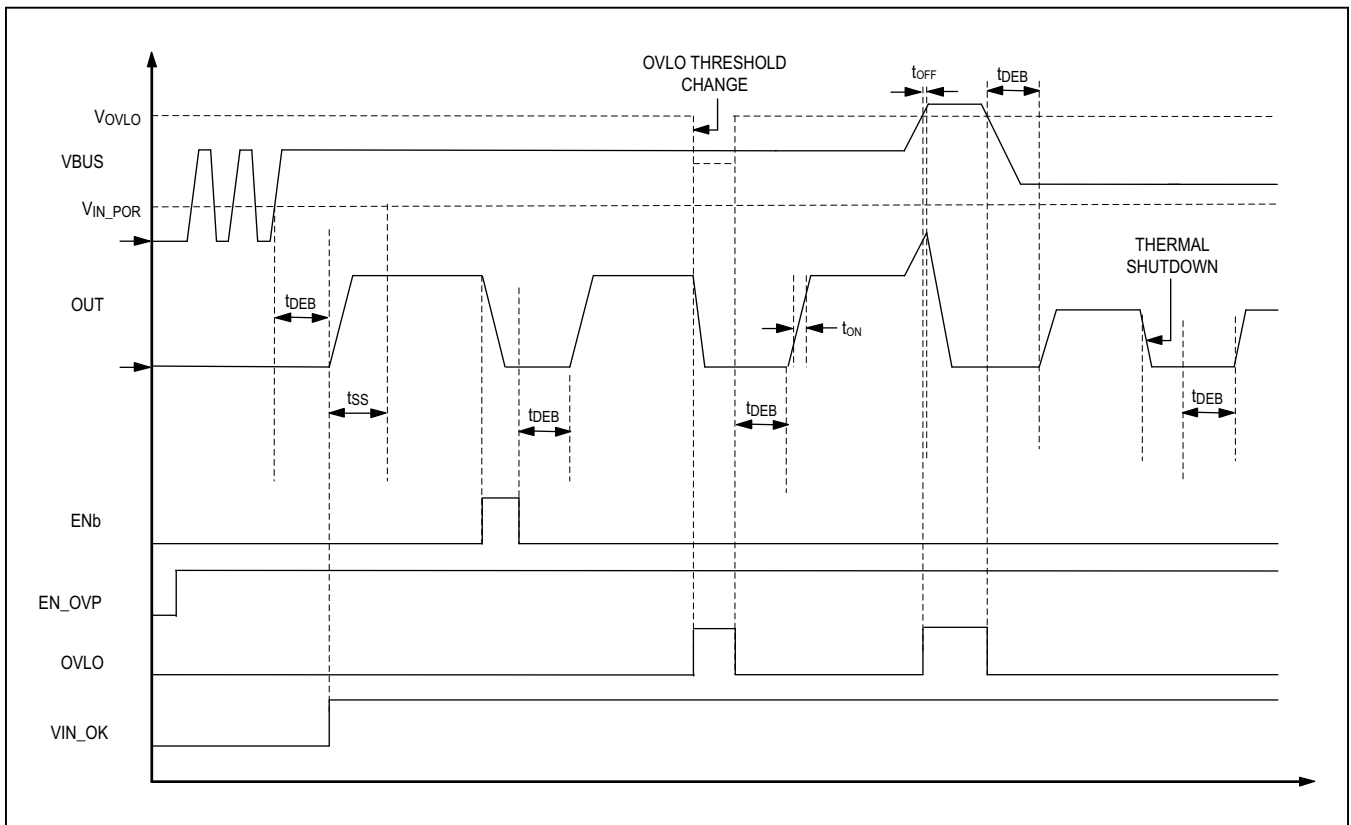 OVLO THRESHOLD
CHANGE
tOFF
tDEB
VOVLO
VBUS
VIN_POR
THERMAL
SHUTDOWN
OUT
tDEB
tON
tSS
tDEB
tDEB
tDEB
ENb
EN_OVP
OVLO
VIN_OK